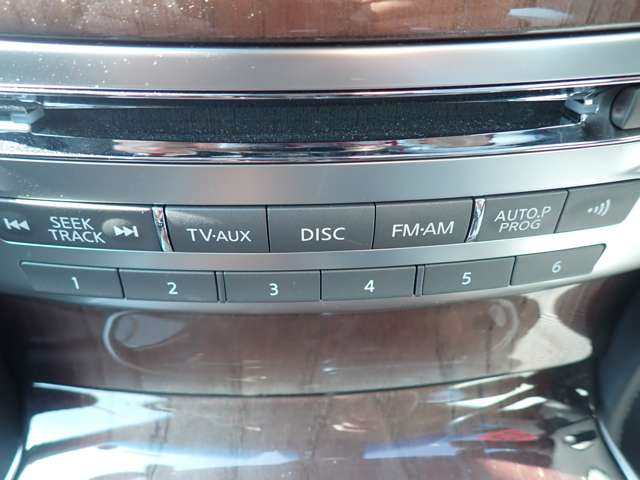 SEEK
TRACK
TV·AUX
DISC
FM·AM
AUTO.P
PROG
1
2
3
4
5
6